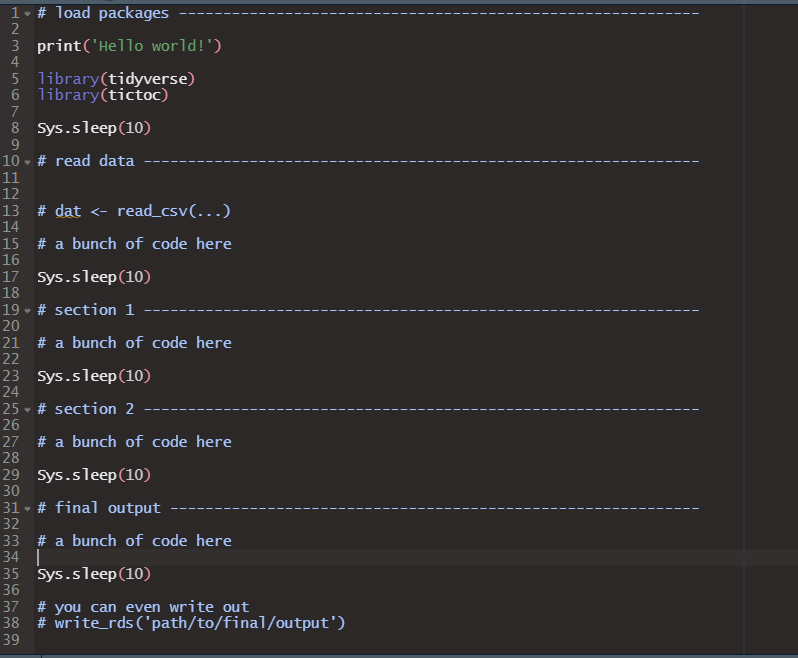 1 # load packages ---------------------------------------------------------------
2
3 print('Hello world!')
4
5 library(tidyverse)
6 library(tictoc)
7
8 Sys.sleep(10)
9
10 # read data -------------------------------------------------------------------
11
12
13 # dat <- read_csv(...)
14
15 # a bunch of code here
16
17 Sys.sleep(10)
18
19 # section 1 -------------------------------------------------------------------
20
21 # a bunch of code here
22
23 Sys.sleep(10)
24
25 # section 2 -------------------------------------------------------------------
26
27 # a bunch of code here
28
29 Sys.sleep(10)
30
31 # final output ----------------------------------------------------------------
32
33 # a bunch of code here
34
35 Sys.sleep(10)
36
37 # you can even write out
38 # write_rds('path/to/final/output')
39